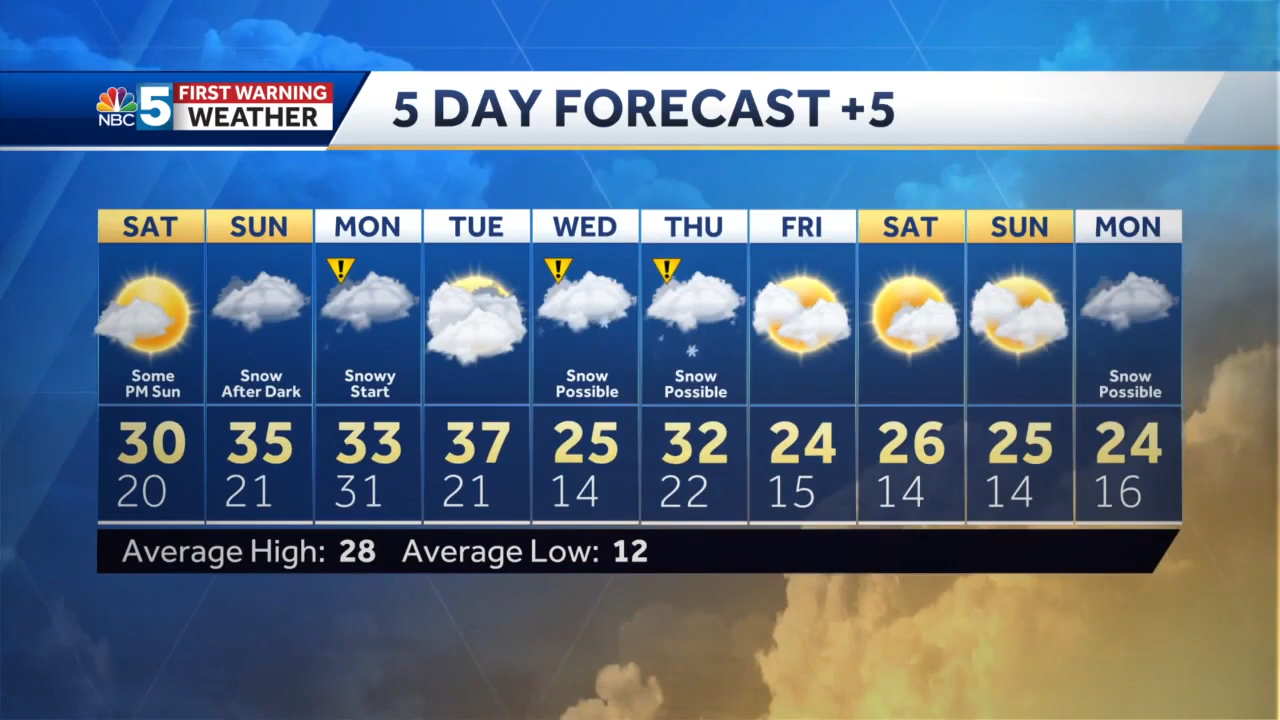 NBC 5 FIRST WARNING WEATHER
5 DAY FORECAST +5
SAT SUN MON TUE WED THU FRI SAT SUN MON
! ! !
Some Snow Snowy Snow Snow Snow
PM Sun After Dark Start Possible Possible Possible
30 35 33 37 25 32 24 26 25 24
20 21 31 21 14 22 15 14 14 16
Average High: 28 Average Low: 12